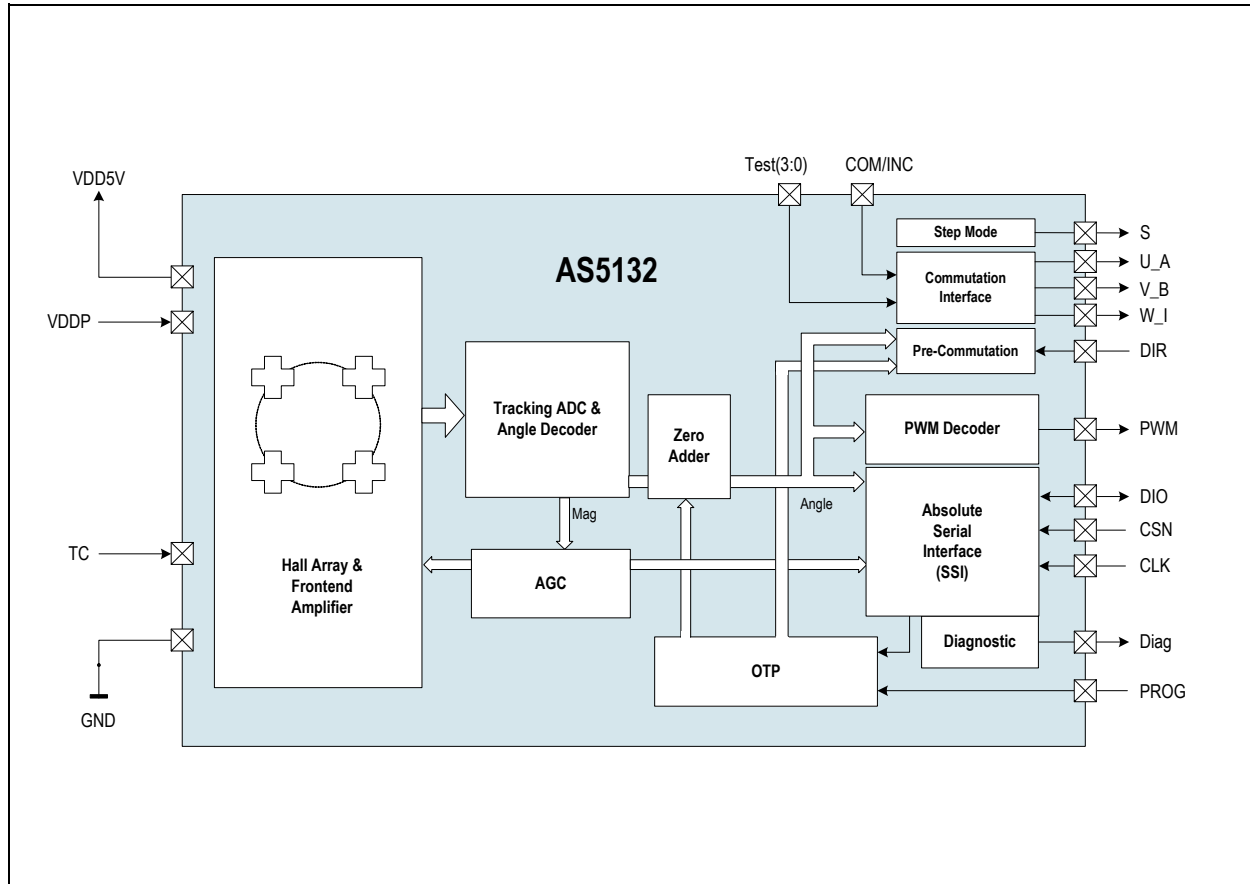 Test(3:0)
COM/INC
VDD5V
VDDP
TC
GND
AS5132
Hall Array &
Frontend
Amplifier
Tracking ADC &
Angle Decoder
Mag
AGC
Zero
Adder
Angle
OTP
Step Mode
Commutation
Interface
Pre-Commutation
PWM Decoder
Absolute
Serial
Interface
(SSI)
Diagnostic
S
U_A
V_B
W_I
DIR
PWM
DIO
CSN
CLK
Diag
PROG